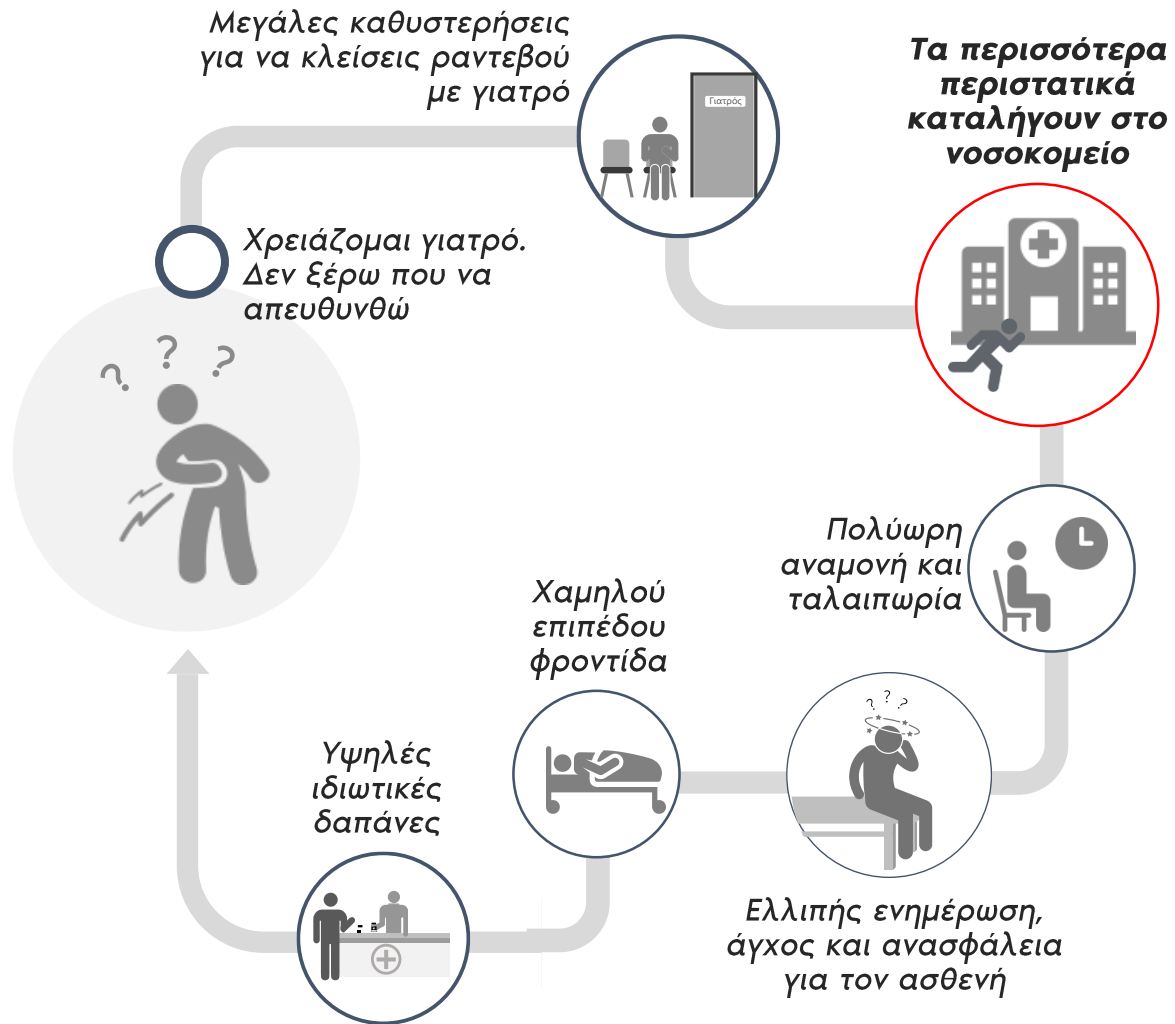 Μεγάλες καθυστερήσεις
για να κλείσεις ραντεβού
με γιατρό
Γιατρός
Τα περισσότερα
περιστατικά
καταλήγουν στο
νοσοκομείο
Χρειάζομαι γιατρό.
Δεν ξέρω που να
απευθυνθώ
? ? ?
Πολύωρη
αναμονή και
ταλαιπωρία
Χαμηλού
επιπέδου
φροντίδα
? ? ?
Υψηλές
ιδιωτικές
δαπάνες
Ελλιπής ενημέρωση,
άγχος και ανασφάλεια
για τον ασθενή